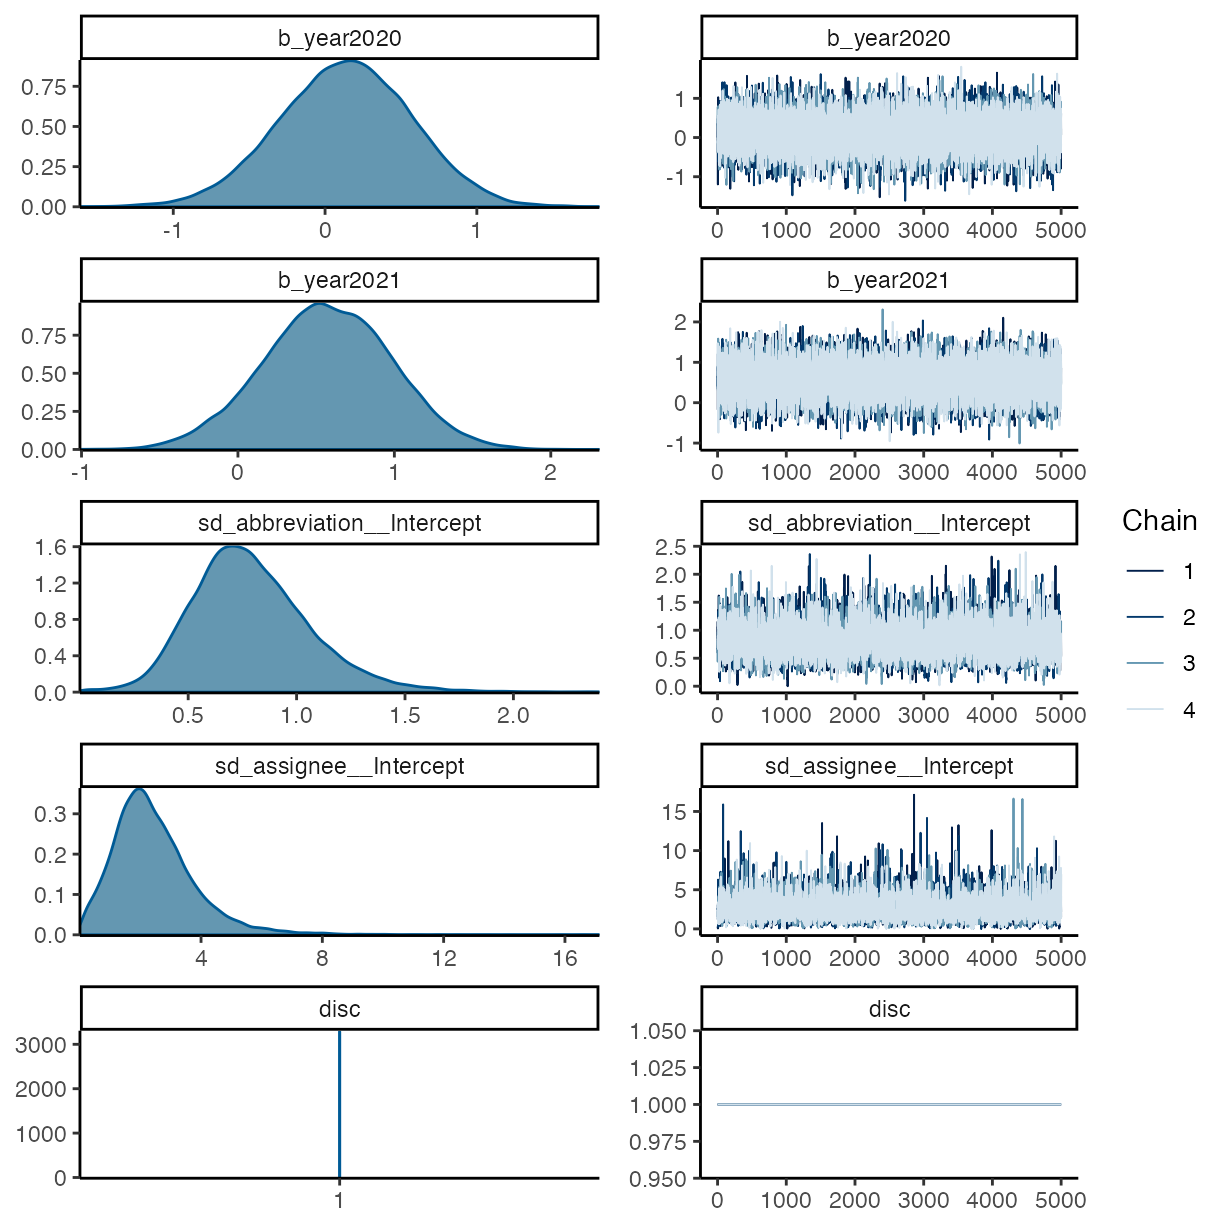 b_year2020
0.75
0.50
0.25
0.00
-1 0 1
b_year2020
1
0
-1
0 1000 2000 3000 4000 5000
b_year2021
0.75
0.50
0.25
0.00
-1 0 1 2
b_year2021
2
1
0
-1
0 1000 2000 3000 4000 5000
sd_abbreviation__Intercept
1.6
1.2
0.8
0.4
0.0
0.5 1.0 1.5 2.0
sd_abbreviation__Intercept
2.5
2.0
1.5
1.0
0.5
0.0
0 1000 2000 3000 4000 5000
sd_assignee__Intercept
0.3
0.2
0.1
0.0
4 8 12 16
sd_assignee__Intercept
15
10
5
0
0 1000 2000 3000 4000 5000
disc
3000
2000
1000
0
1
disc
1.050
1.025
1.000
0.975
0.950
0 1000 2000 3000 4000 5000
Chain
1
2
3
4